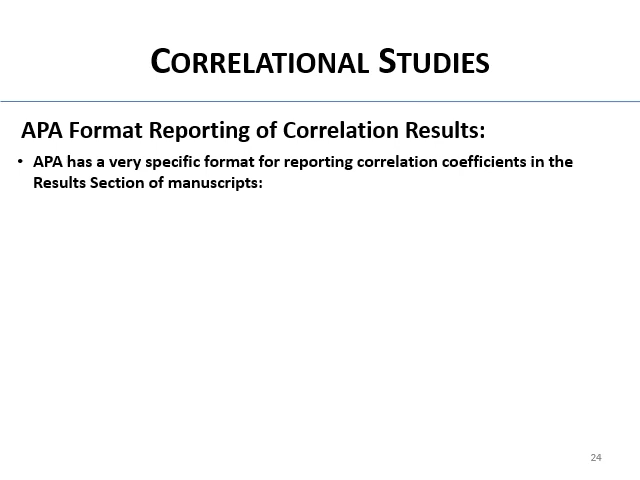 CORRELATIONAL STUDIES
APA Format Reporting of Correlation Results:
• APA has a very specific format for reporting correlation coefficients in the
Results Section of manuscripts:
24